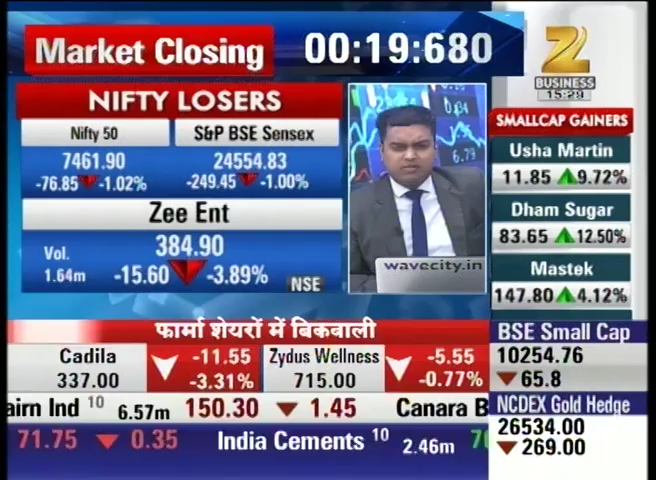 Market Closing
00:19:680
Z
BUSINESS
15:29
NIFTY LOSERS
Nifty 50
S&P BSE Sensex
7461.90
24554.83
-76.85 -1.02%
-249.45 -1.00%
Zee Ent
Vol.
1.64m
384.90
-15.60 -3.89%
NSE
6.79
wavecity.in
SMALLCAP GAINERS
Usha Martin
11.85 9.72%
Dham Sugar
83.65 12.50%
Mastek
147.80 4.12%
फार्मा शेयरों में बिकवाली
Cadila
337.00
-11.55
-3.31%
Zydus Wellness
715.00
-5.55
-0.77%
BSE Small Cap
10254.76
65.8
NCDEX Gold Hedge
26534.00
269.00
airn Ind 10 6.57m 150.30 1.45 Canara B
71.75 0.35 India Cements 10 2.46m